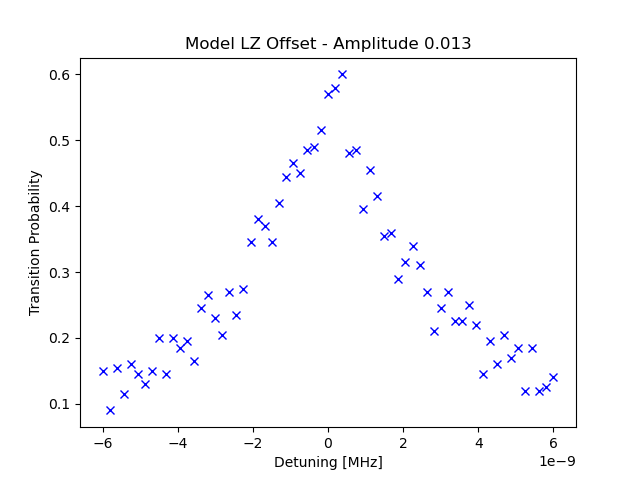 Model LZ Offset - Amplitude 0.013
0.6
0.5
0.4
0.3
0.2
0.1
Transition Probability
−6 −4 −2 0 2 4 6
1e−9
Detuning [MHz]